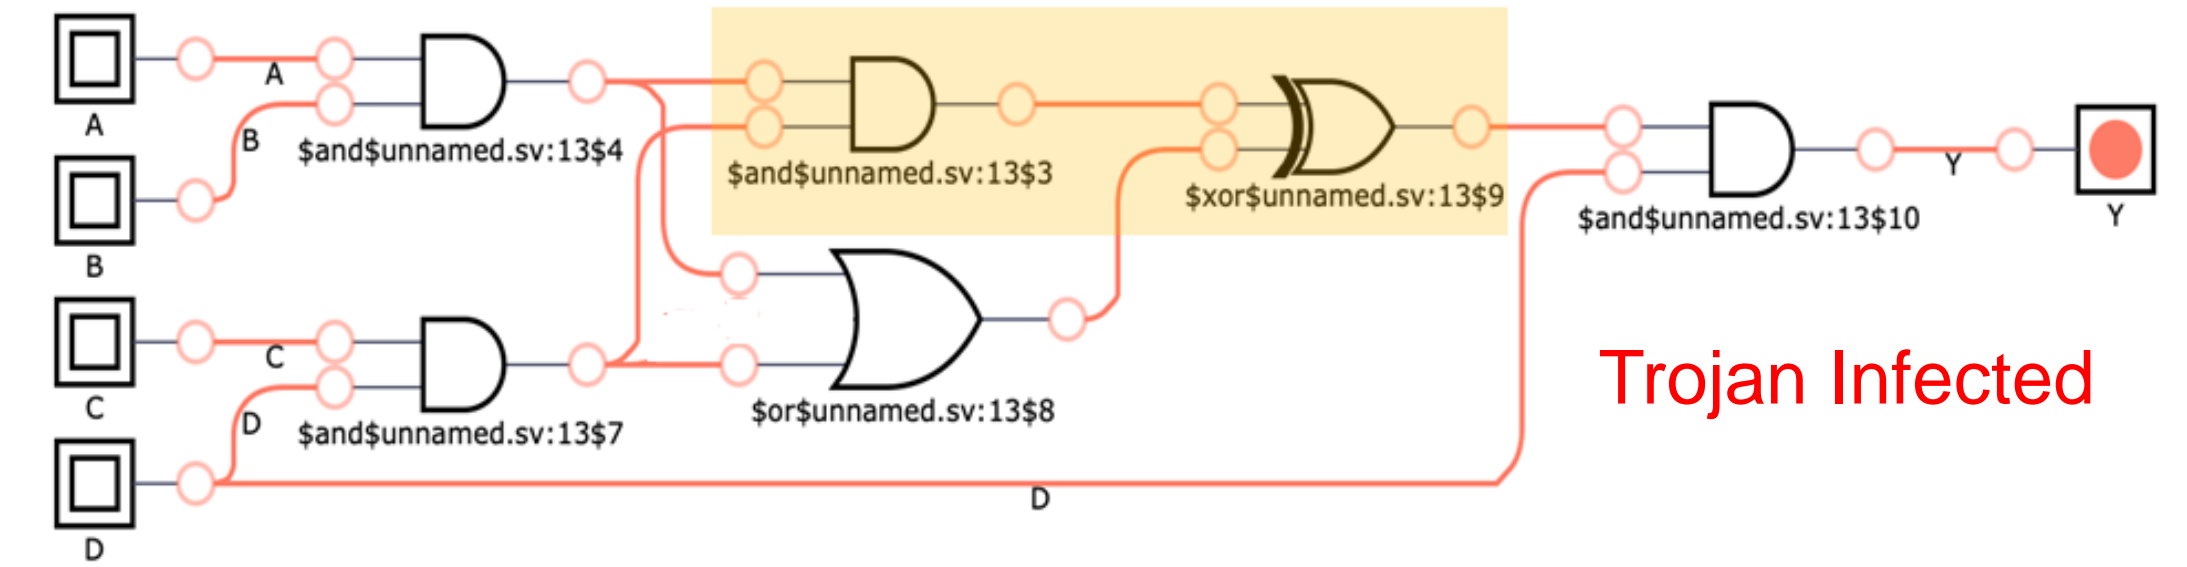 A
A
B
$and$unnamed.sv:13$4
B
$and$unnamed.sv:13$3
$xor$unnamed.sv:13$9
$and$unnamed.sv:13$10
Y
Y
C
C
D
$and$unnamed.sv:13$7
$or$unnamed.sv:13$8
Trojan Infected
D
D